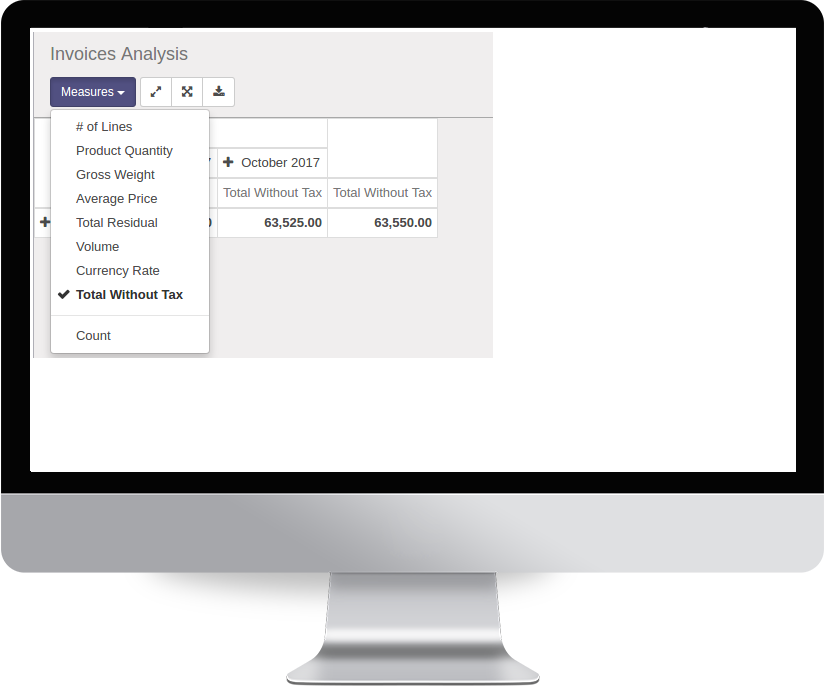 Invoices Analysis
Measures
# of Lines
Product Quantity
Gross Weight
Average Price
Total Residual
Volume
Currency Rate
Total Without Tax
Count
October 2017
Total Without Tax Total Without Tax
63,525.00 63,550.00